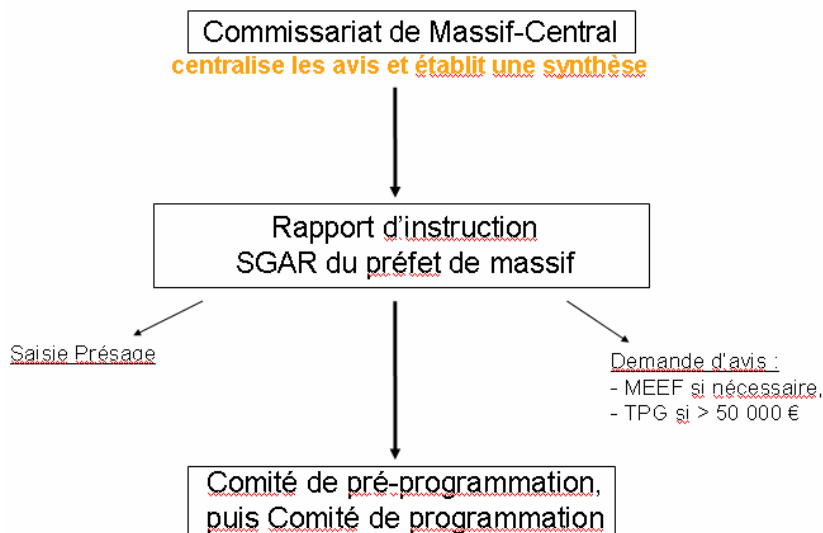 Commissariat de Massif-Central
centralise les avis et établit une synthèse
Rapport d'instruction
SGAR du préfet de massif
Saisie Présage
Demande d'avis :
- MEEF si nécessaire,
- TPG si > 50 000 €
Comité de pré-programmation,
puis Comité de programmation